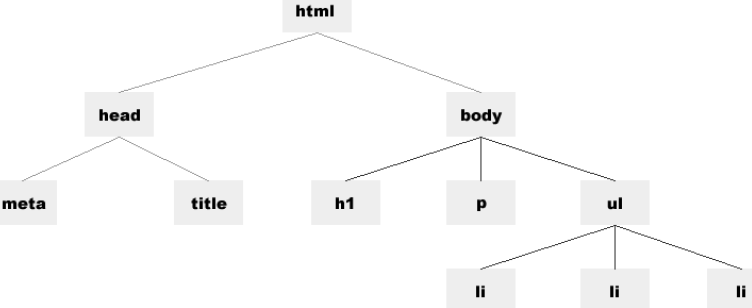 html
head body
meta title h1 p ul
li li li